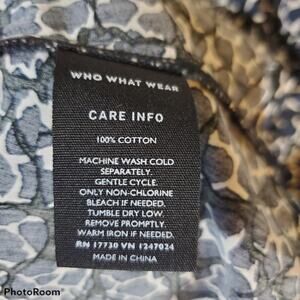 WHO WHAT WEAR
CARE INFO
100% COTTON
MACHINE WASH COLD
SEPARATELY.
GENTLE CYCLE.
ONLY NON-CHLORINE
BLEACH IF NEEDED.
TUMBLE DRY LOW.
REMOVE PROMPTLY.
WARM IRON IF NEEDED.
RN 17730 VN 1247024
MADE IN CHINA
PhotoRoom